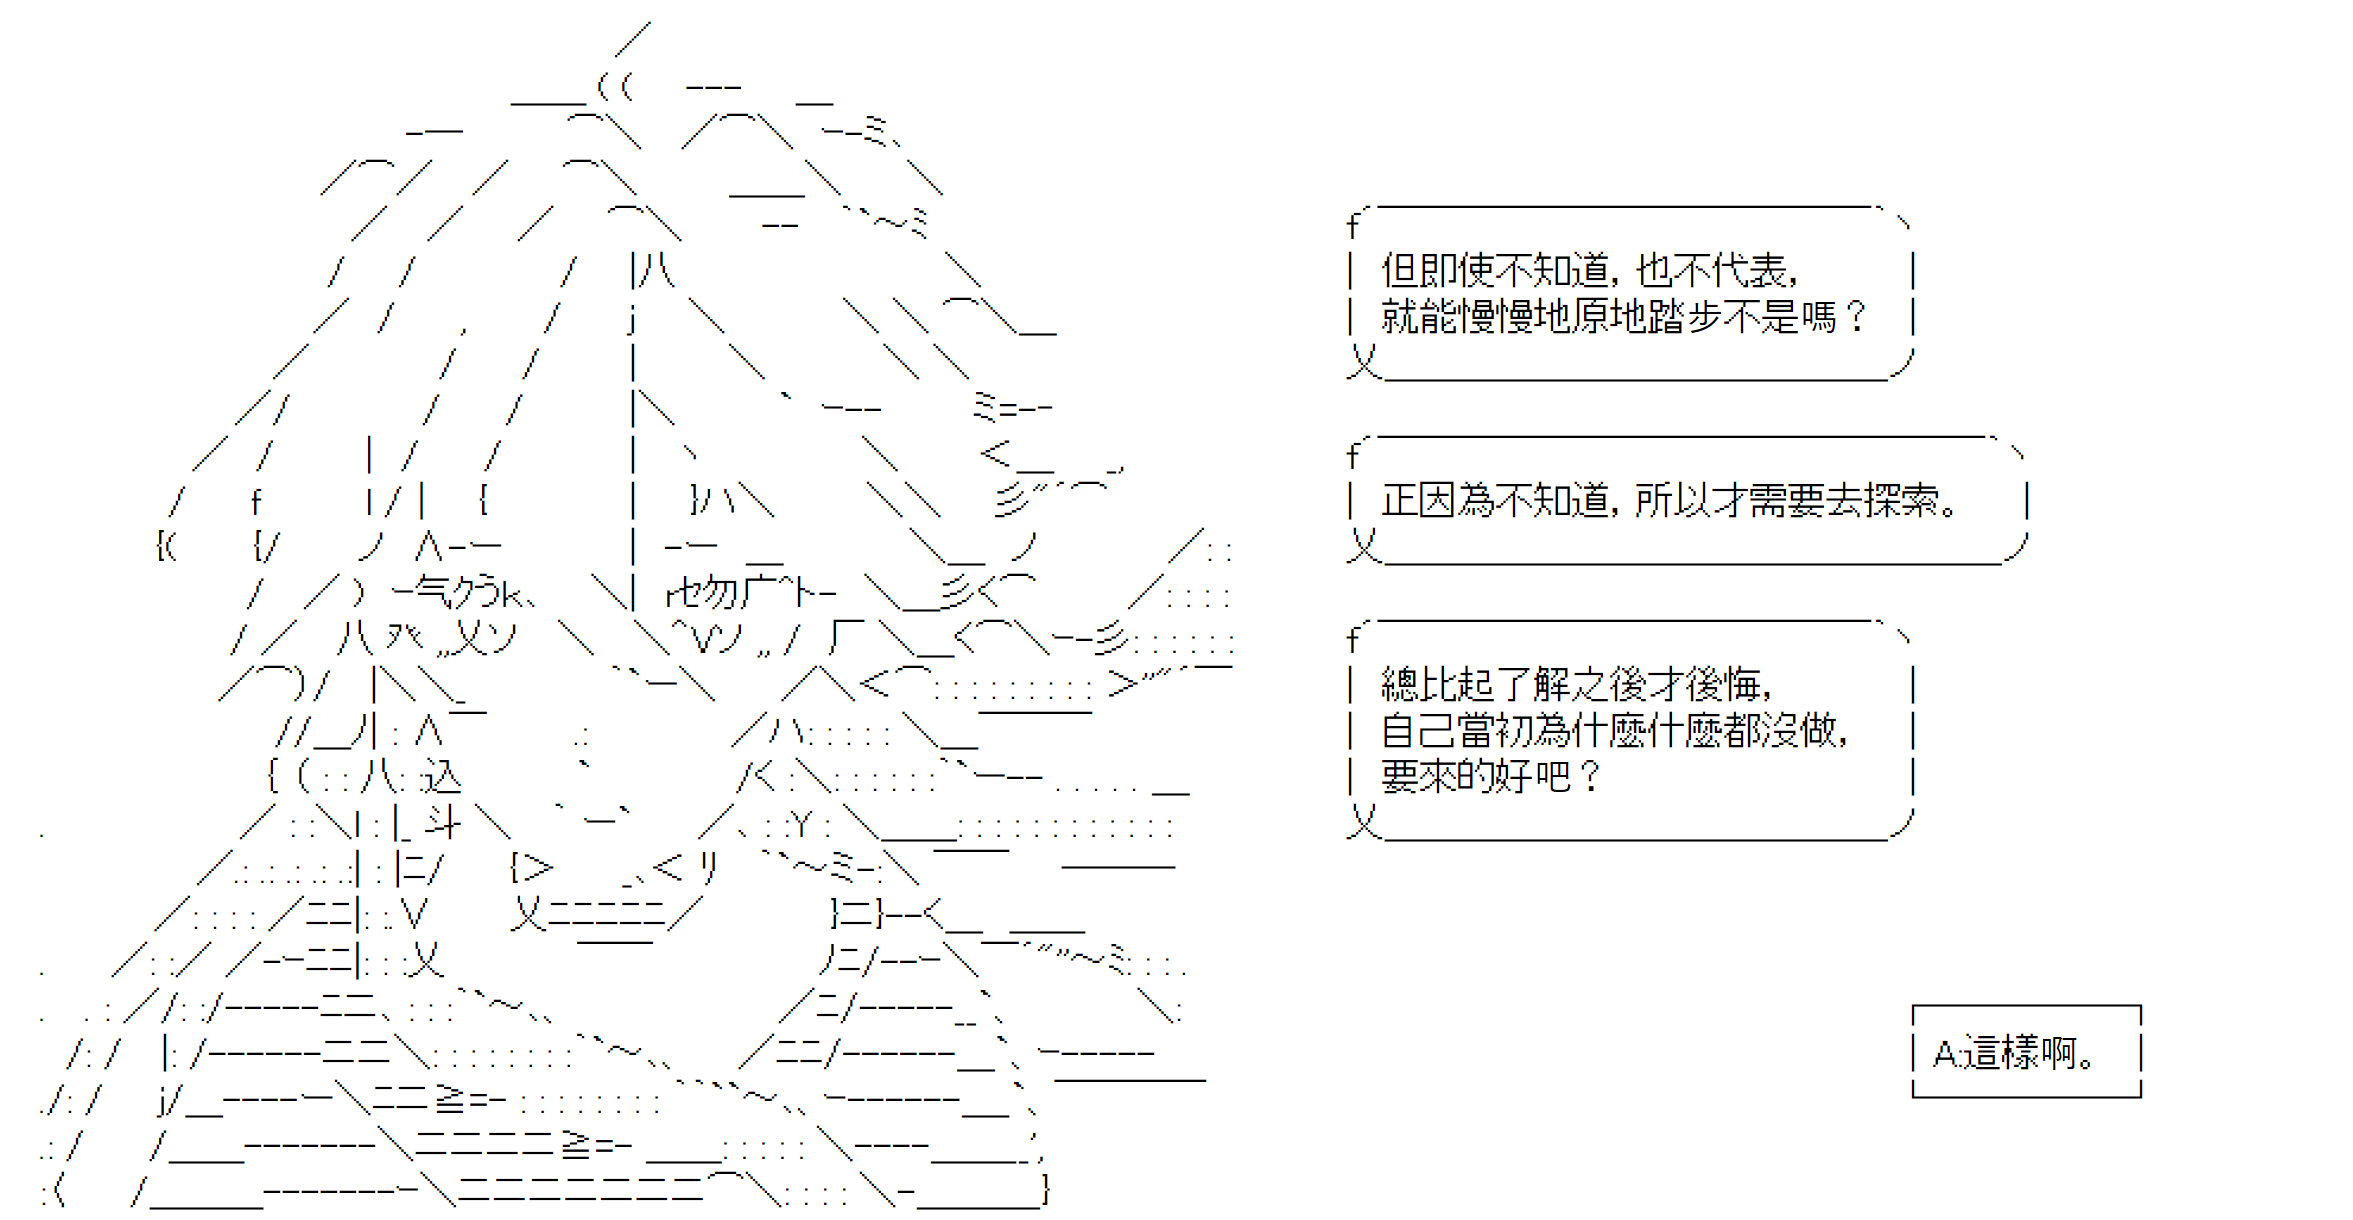 但即使不知道，也不代表，
就能慢慢地原地踏步不是嗎？
正因為不知道，所以才需要去探索。
總比起了解之後才後悔，
自己當初為什麼什麼都沒做，
要來的好吧？
A:這樣啊。